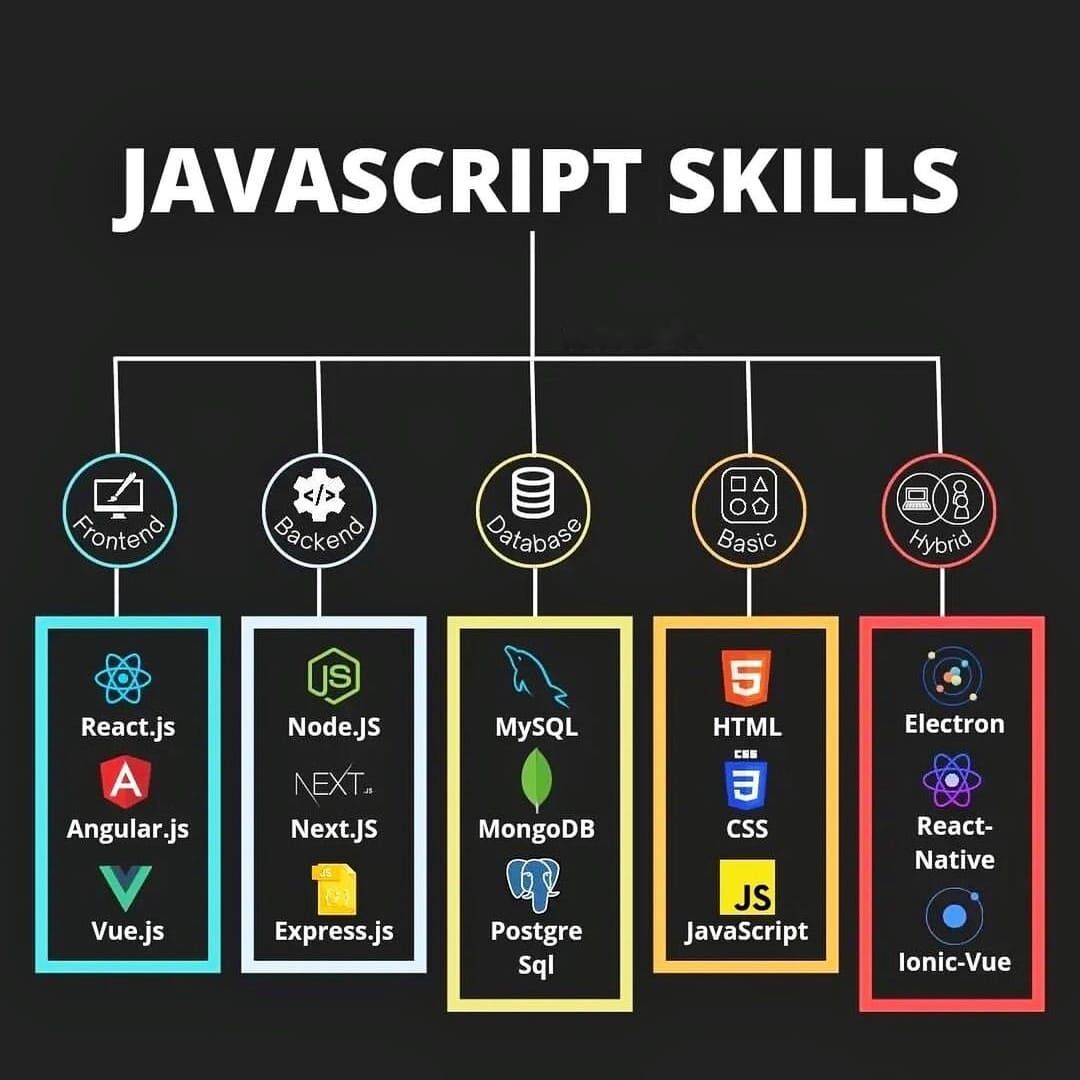 JAVASCRIPT SKILLS
Frontend
Backend
</>
Database
Basic
Hybrid
React.js
A
Angular.js
Vue.js
JS
Node.JS
NEXT.JS
Next.JS
JS
Express.js
MySQL
MongoDB
Postgre
Sql
5
HTML
CSS
3
CSS
JS
JavaScript
Electron
React-
Native
Ionic-Vue